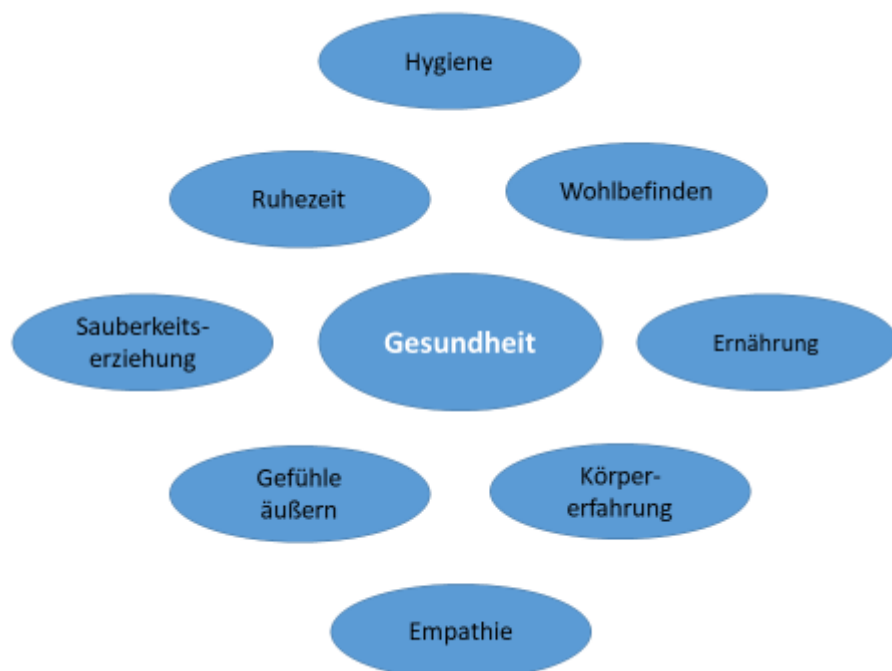 Hygiene
Ruhezeit
Wohlbefinden
Sauberkeits-
erziehung
Gesundheit
Ernährung
Gefühle
äußern
Körper-
erfahrung
Empathie